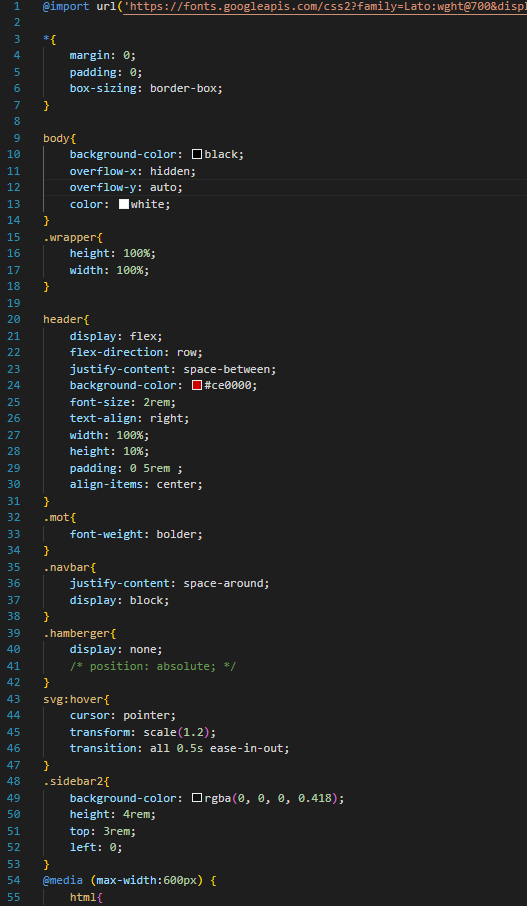 1 @import url('https://fonts.googleapis.com/css2?family=Lato:wght@700&displ
2
3 *{
4 margin: 0;
5 padding: 0;
6 box-sizing: border-box;
7 }
8
9 body{
10 background-color: black;
11 overflow-x: hidden;
12 overflow-y: auto;
13 color: white;
14 }
15 .wrapper{
16 height: 100%;
17 width: 100%;
18 }
19
20 header{
21 display: flex;
22 flex-direction: row;
23 justify-content: space-between;
24 background-color: #ce0000;
25 font-size: 2rem;
26 text-align: right;
27 width: 100%;
28 height: 10%;
29 padding: 0 5rem ;
30 align-items: center;
31 }
32 .mot{
33 font-weight: bolder;
34 }
35 .navbar{
36 justify-content: space-around;
37 display: block;
38 }
39 .hamberger{
40 display: none;
41 /* position: absolute; */
42 }
43 svg:hover{
44 cursor: pointer;
45 transform: scale(1.2);
46 transition: all 0.5s ease-in-out;
47 }
48 .sidebar2{
49 background-color: rgba(0, 0, 0, 0.418);
50 height: 4rem;
51 top: 3rem;
52 left: 0;
53 }
54 @media (max-width:600px) {
55 html{